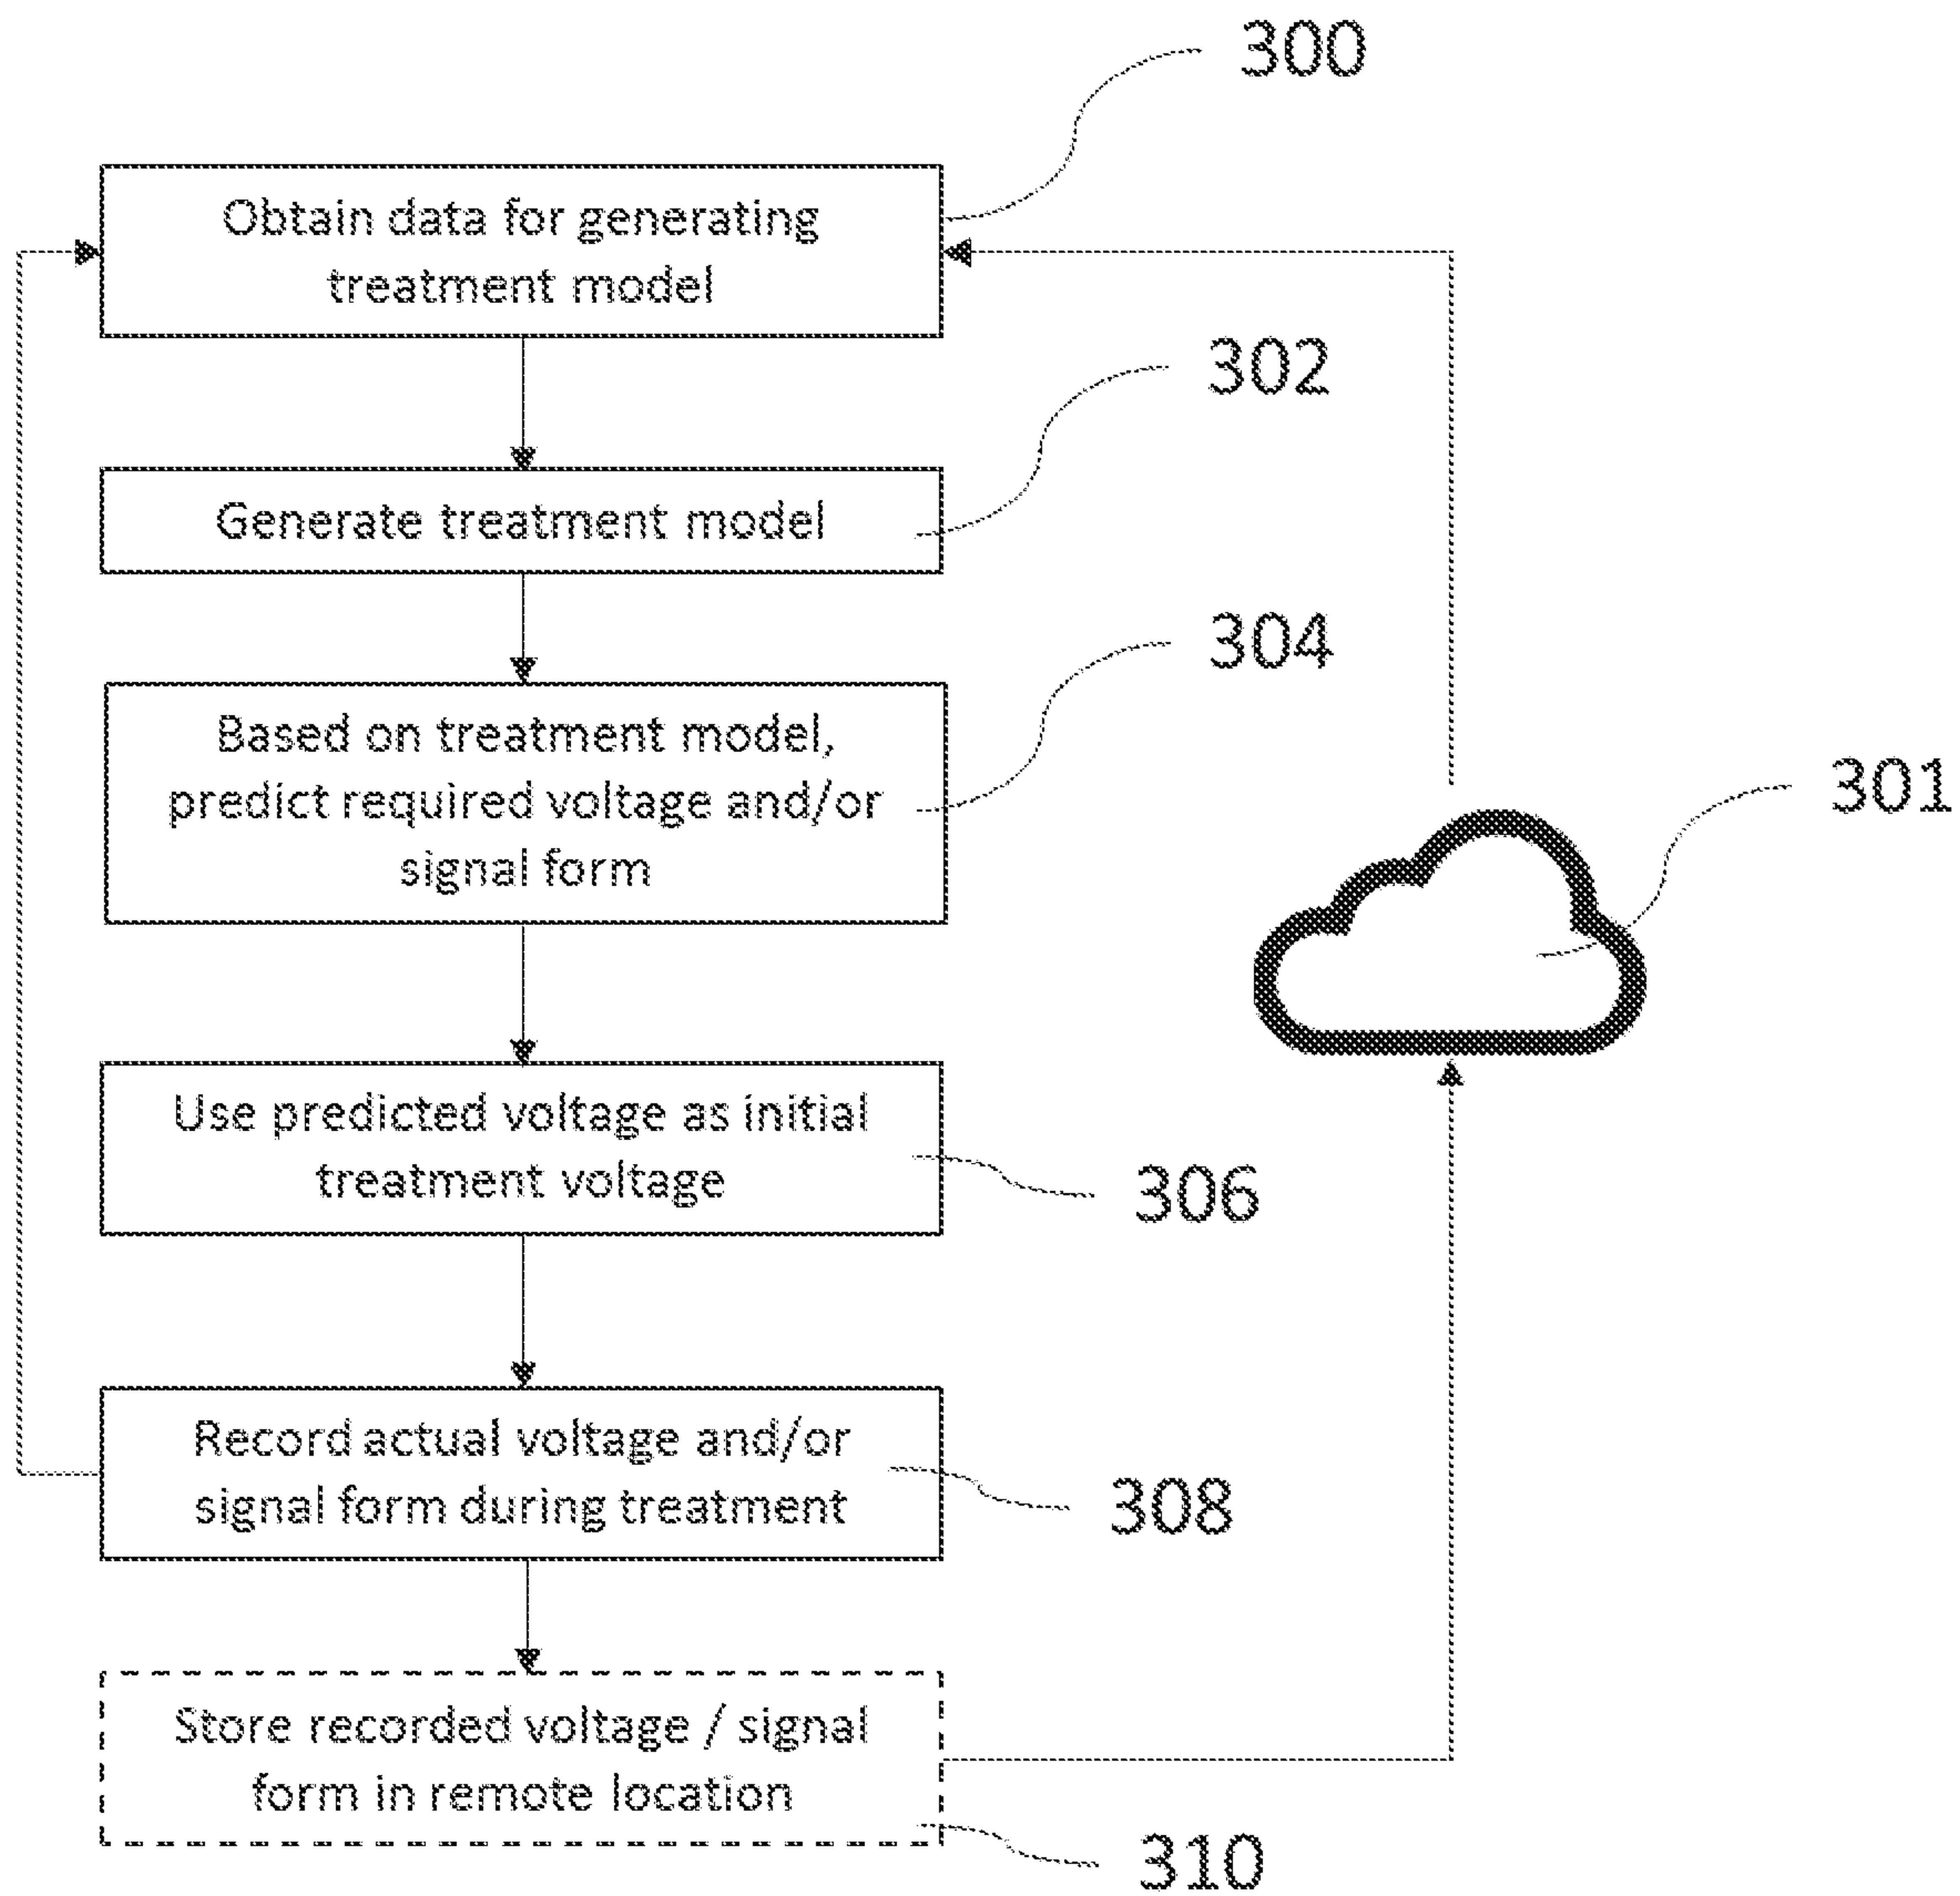 300
Obtain data for generating
treatment model
302
Generate treatment model
304
Based on treatment model,
predict required voltage and/or
signal form
301
Use predicted voltage as initial
treatment voltage
306
Record actual voltage and/or
signal form during treatment
308
Store recorded voltage / signal
form in remote location
310